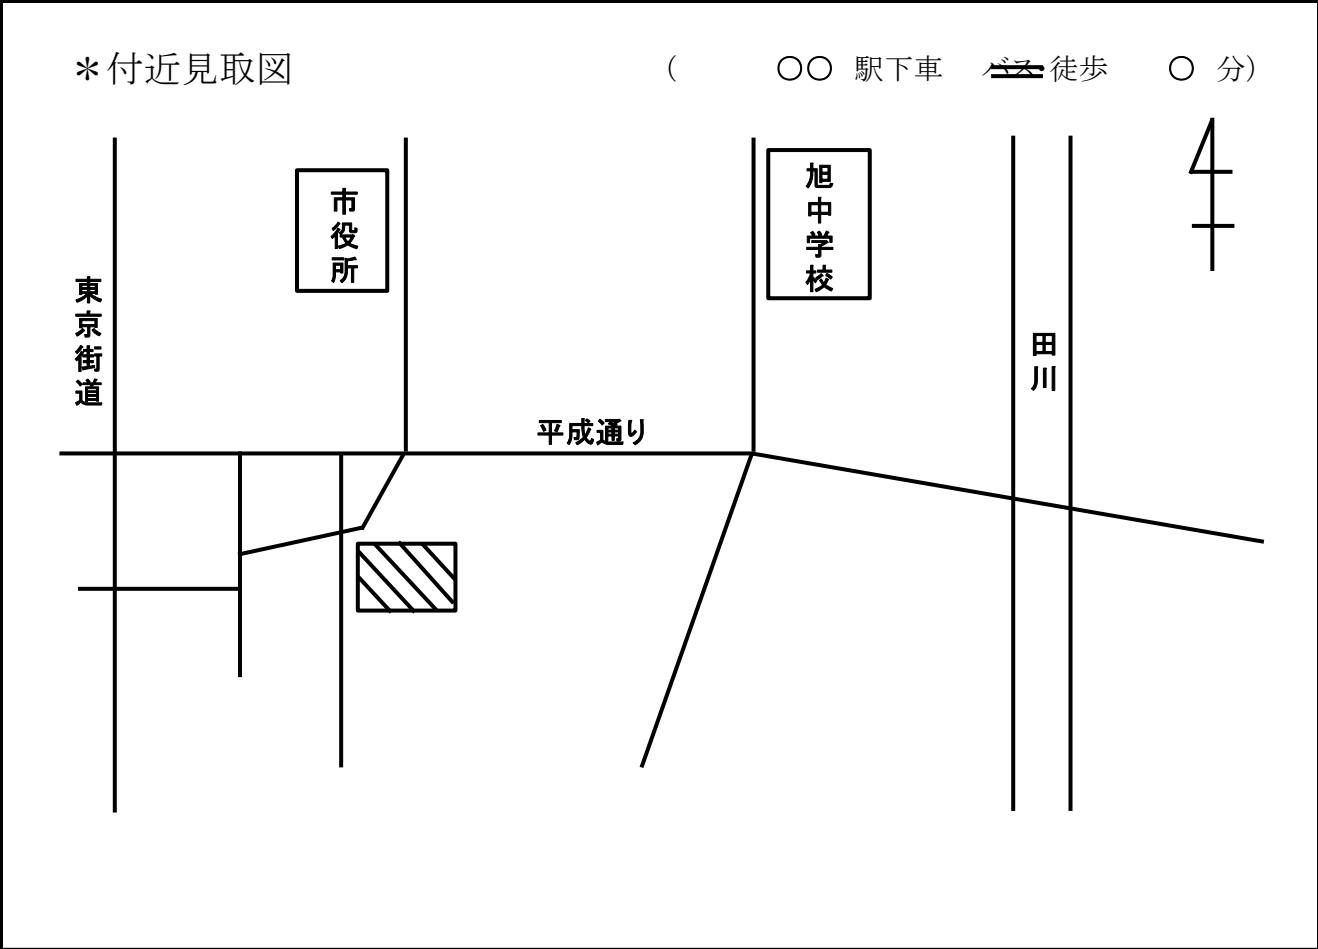 ＊付近見取図
（　〇〇 駅下車　バス・徒歩　〇 分）
市役所
旭中学校
東京街道
田川
平成通り